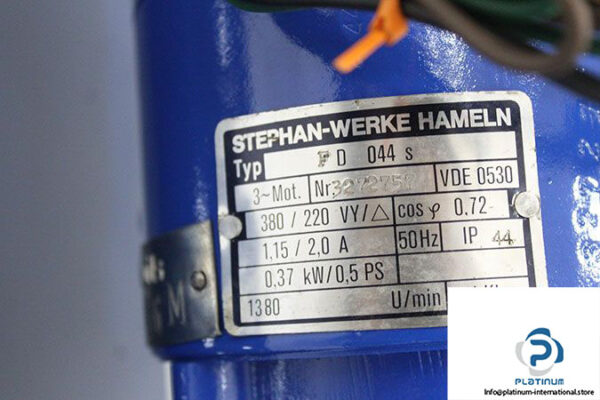 STEPHAN-WERKE HAMELN
Typ FD 044 s
3~Mot. Nr. VDE 0530
380 / 220 VY/△ cos φ 0.72
1,15 / 2,0 A 50Hz IP 44
0,37 kW/0,5 PS
1380 U/min
M
PLATINUM
Info@platinum-international.store